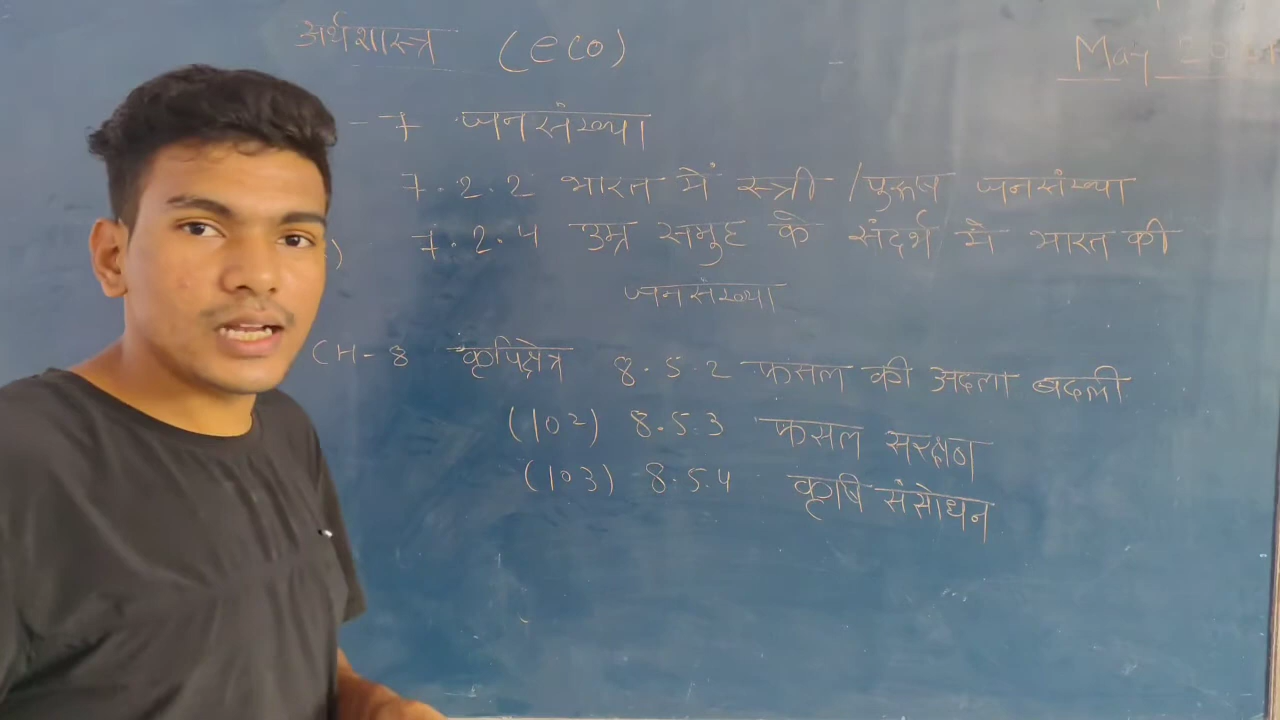 अर्थशास्त्र (eco)
May
-7 जनसंख्या
7.2.2 भारत में स्त्री /पुरुष जनसंख्या
) 7.2.4 उम्र समुह के संदर्भ में भारत की
जनसंख्या
CH-8 कृषिक्षेत्र 8.5.2 फसल की अदला बदली
(102) 8.5.3 फसल सरक्षण
(103) 8.5.4 कृषि संसोधन